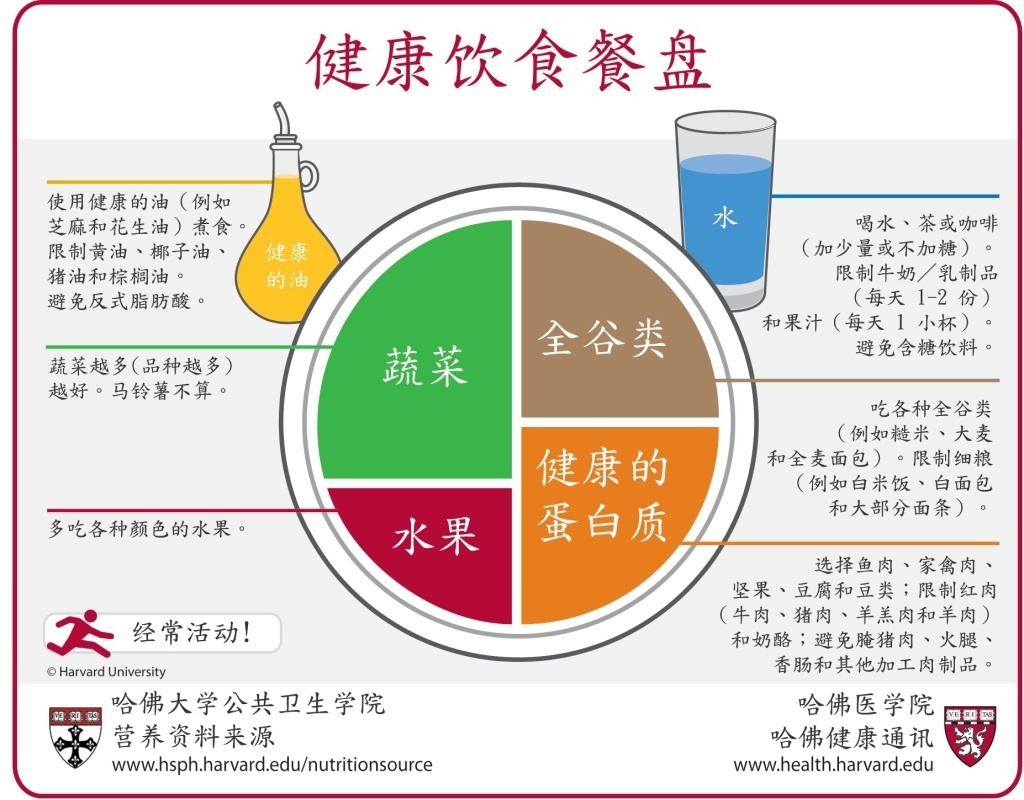 健康饮食餐盘
使用健康的油（例如
芝麻和花生油）煮食。
限制黄油、椰子油、
猪油和棕榈油。
避免反式脂肪酸。
健康
的油
水
喝水、茶或咖啡
（加少量或不加糖）。
限制牛奶／乳制品
（每天 1-2 份）
和果汁（每天 1 小杯）。
避免含糖饮料。
蔬菜越多(品种越多)
越好。马铃薯不算。
蔬菜
全谷类
吃各种全谷类
（例如糙米、大麦
和全麦面包）。限制细粮
（例如白米饭、白面包
和大部分面条）。
多吃各种颜色的水果。
水果
健康的
蛋白质
选择鱼肉、家禽肉、
坚果、豆腐和豆类；限制红肉
（牛肉、猪肉、羊羔肉和羊肉）
和奶酪；避免腌猪肉、火腿、
香肠和其他加工肉制品。
经常活动!
© Harvard University
VE RI TAS
哈佛大学公共卫生学院
营养资料来源
www.hsph.harvard.edu/nutritionsource
哈佛医学院
哈佛健康通讯
www.health.harvard.edu
VE RI TAS